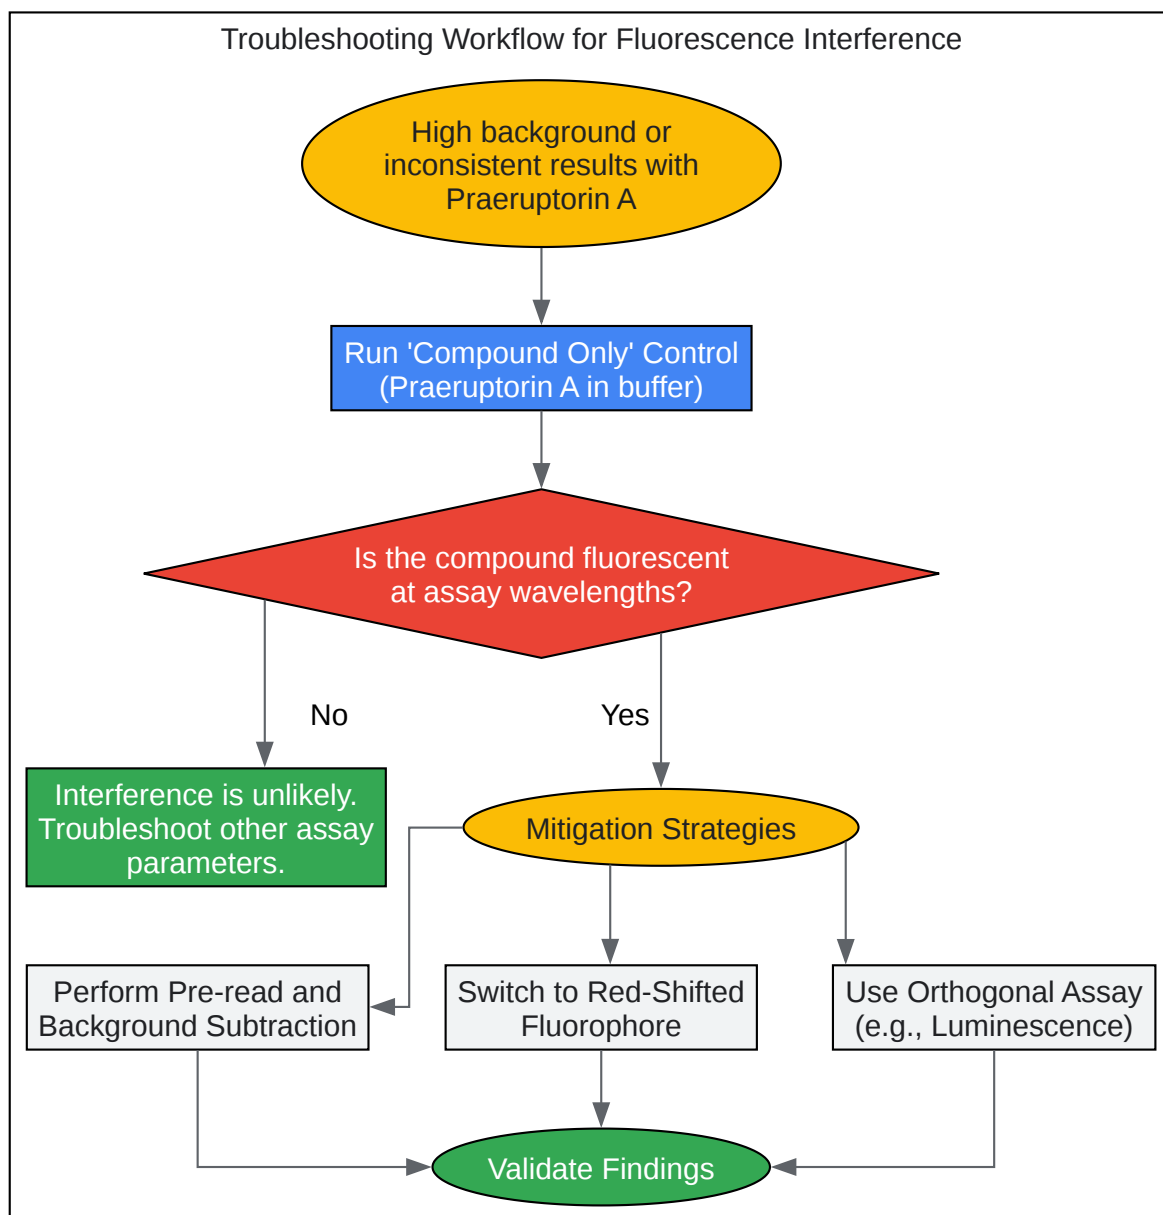 Troubleshooting Workflow for Fluorescence Interference
High background or
inconsistent results with
Praeruptorin A
Run 'Compound Only' Control
(Praeruptorin A in buffer)
Is the compound fluorescent
at assay wavelengths?
No
Yes
Interference is unlikely.
Troubleshoot other assay
parameters.
Mitigation Strategies
Perform Pre-read and
Background Subtraction
Switch to Red-Shifted
Fluorophore
Use Orthogonal Assay
(e.g., Luminescence)
Validate Findings